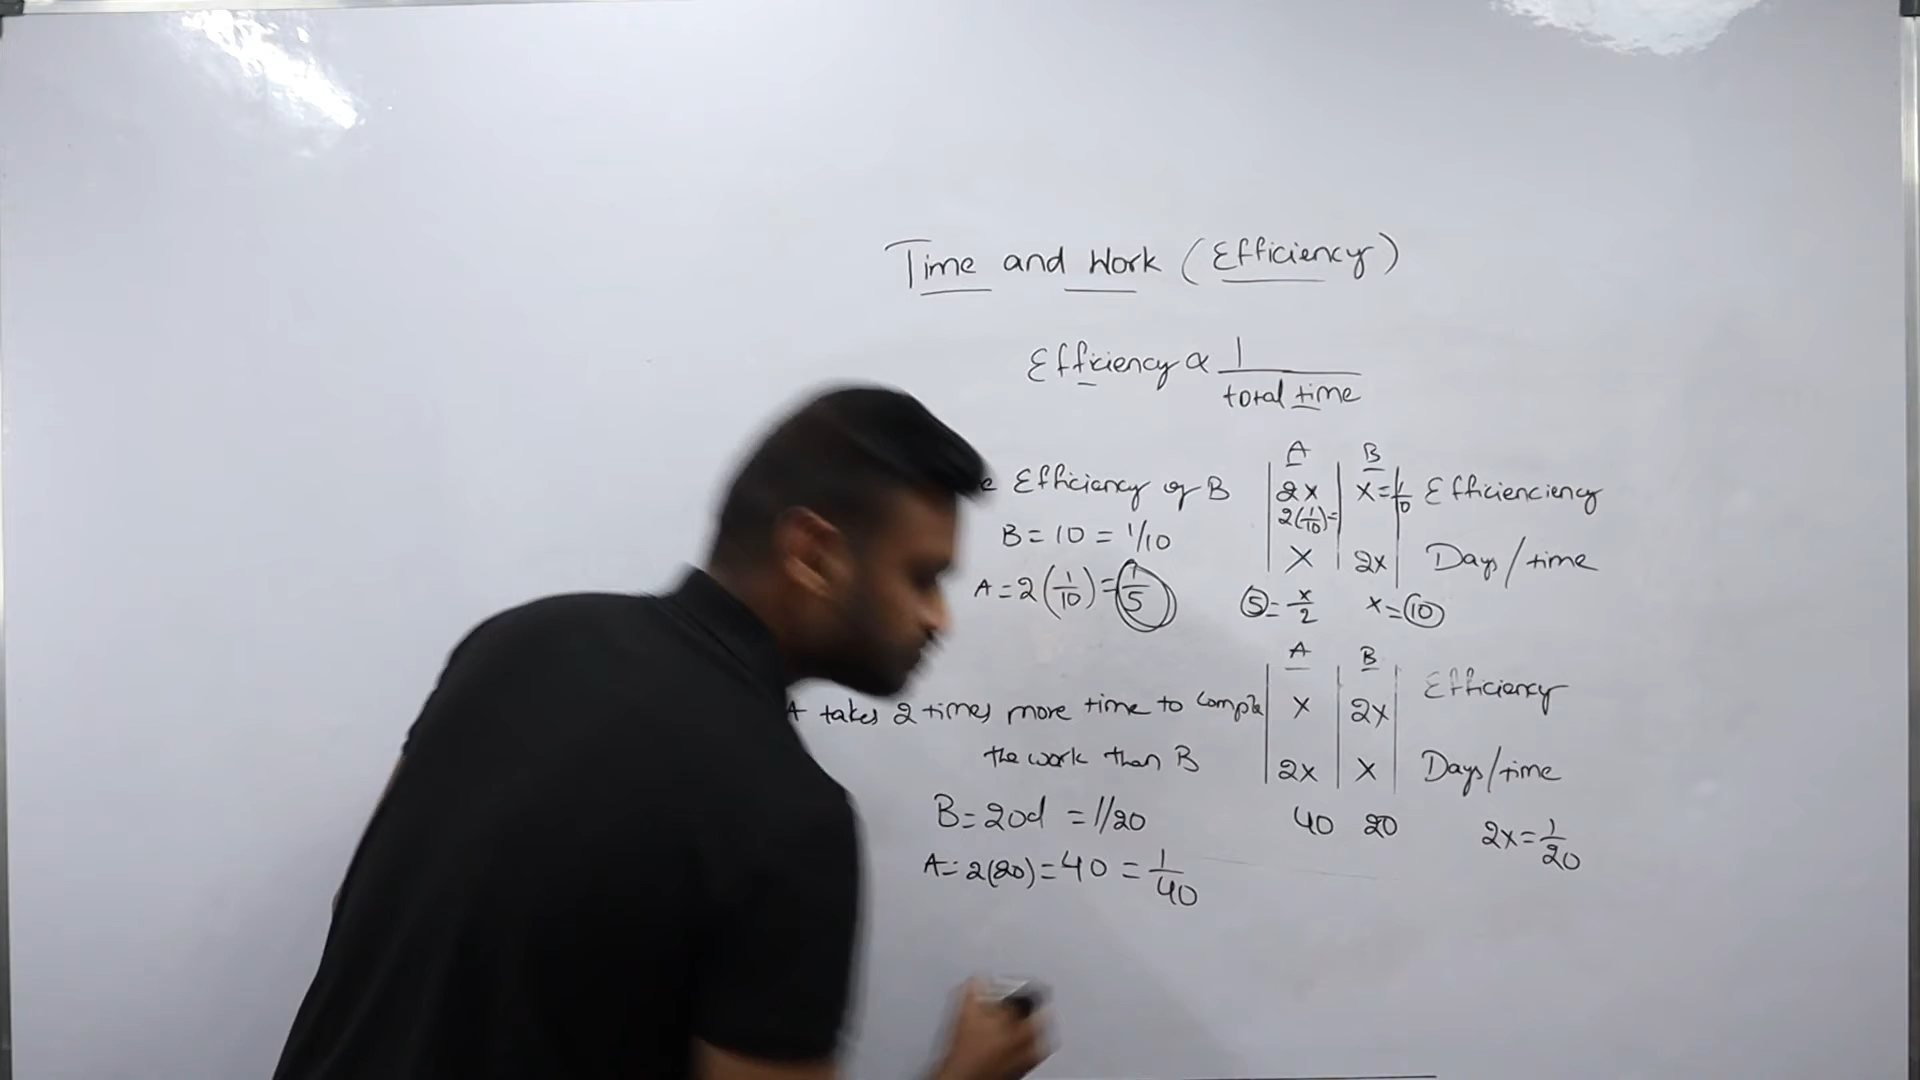 Time and Work (Efficiency)
Efficiency ∝ 1 / total time
A B
Efficiency of B
2x x=1/10 Efficienciency
2(1/10)=
B = 10 = 1/10
x 2x Days/time
A = 2(1/10) = 1/5
5 = x/2 x = 10
A B
Efficiency
A takes 2 times more time to comple
x 2x
the work than B
2x x Days/time
B = 20d = 1/20
40 20
2x = 1/20
A = 2(20) = 40 = 1/40